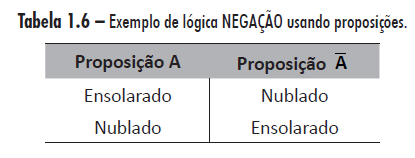 Tabela 1.6 – Exemplo de lógica NEGAÇÃO usando proposições.
Proposição A Proposição A̅
Ensolarado Nublado
Nublado Ensolarado